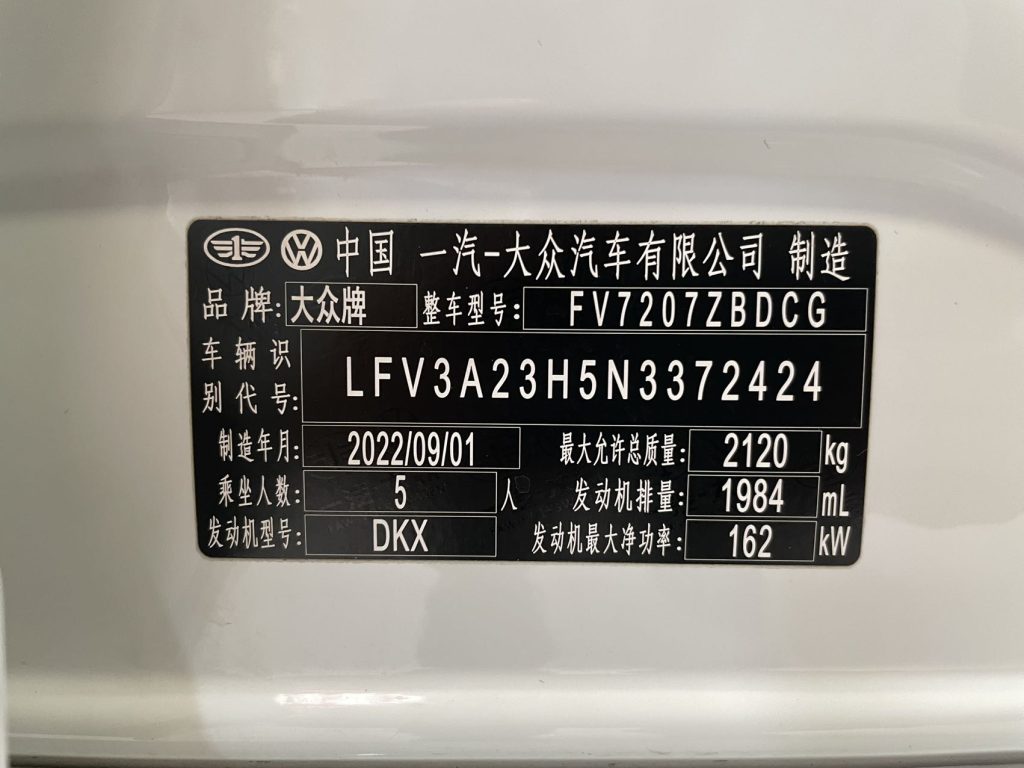 中国 一汽-大众汽车有限公司 制造
品牌: 大众牌 整车型号: FV7207ZBDCG
车辆识别代号: LFV3A23H5N3372424
制造年月: 2022/09/01 最大允许总质量: 2120 kg
乘坐人数: 5 人 发动机排量: 1984 mL
发动机型号: DKX 发动机最大净功率: 162 kW